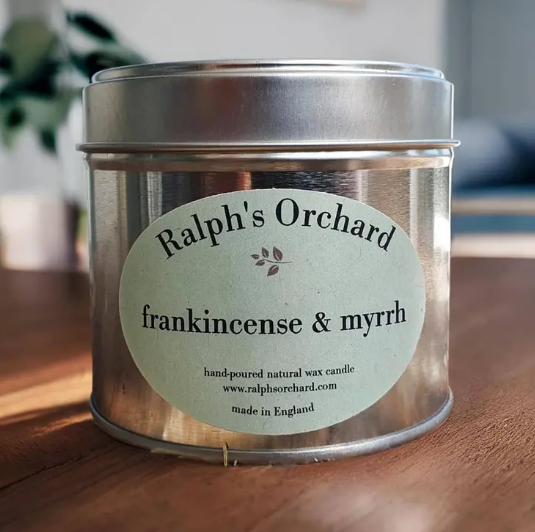 Ralph's Orchard
frankincense & myrrh
hand-poured natural wax candle
www.ralphsorchard.com
made in England